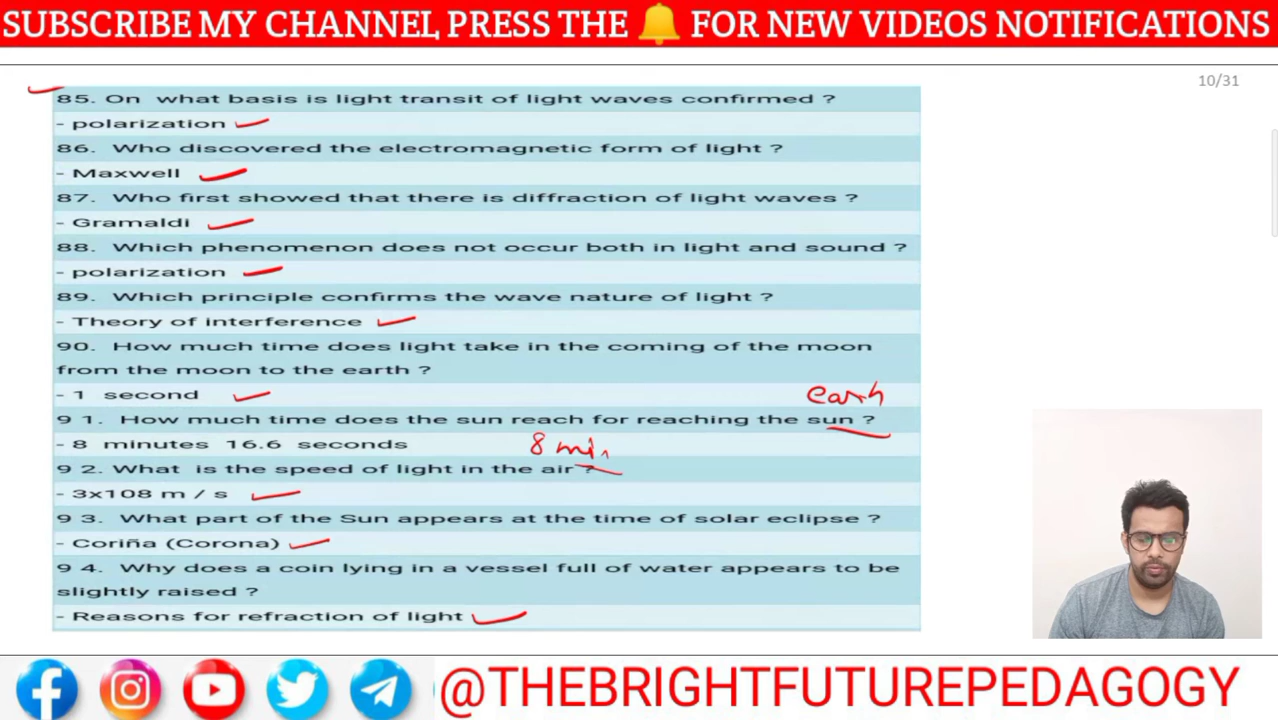 SUBSCRIBE MY CHANNEL PRESS THE 🔔 FOR NEW VIDEOS NOTIFICATIONS
10/31
85. On what basis is light transit of light waves confirmed ?
- polarization
86. Who discovered the electromagnetic form of light ?
- Maxwell
87. Who first showed that there is diffraction of light waves ?
- Gramaldi
88. Which phenomenon does not occur both in light and sound ?
- polarization
89. Which principle confirms the wave nature of light ?
- Theory of interference
90. How much time does light take in the coming of the moon
from the moon to the earth ?
- 1 second
earth
9 1. How much time does the sun reach for reaching the sun ?
- 8 minutes 16.6 seconds
8 min
9 2. What is the speed of light in the air ?
- 3x108 m / s
9 3. What part of the Sun appears at the time of solar eclipse ?
- Coriña (Corona)
9 4. Why does a coin lying in a vessel full of water appears to be
slightly raised ?
- Reasons for refraction of light
@THEBRIGHTFUTUREPEDAGOGY